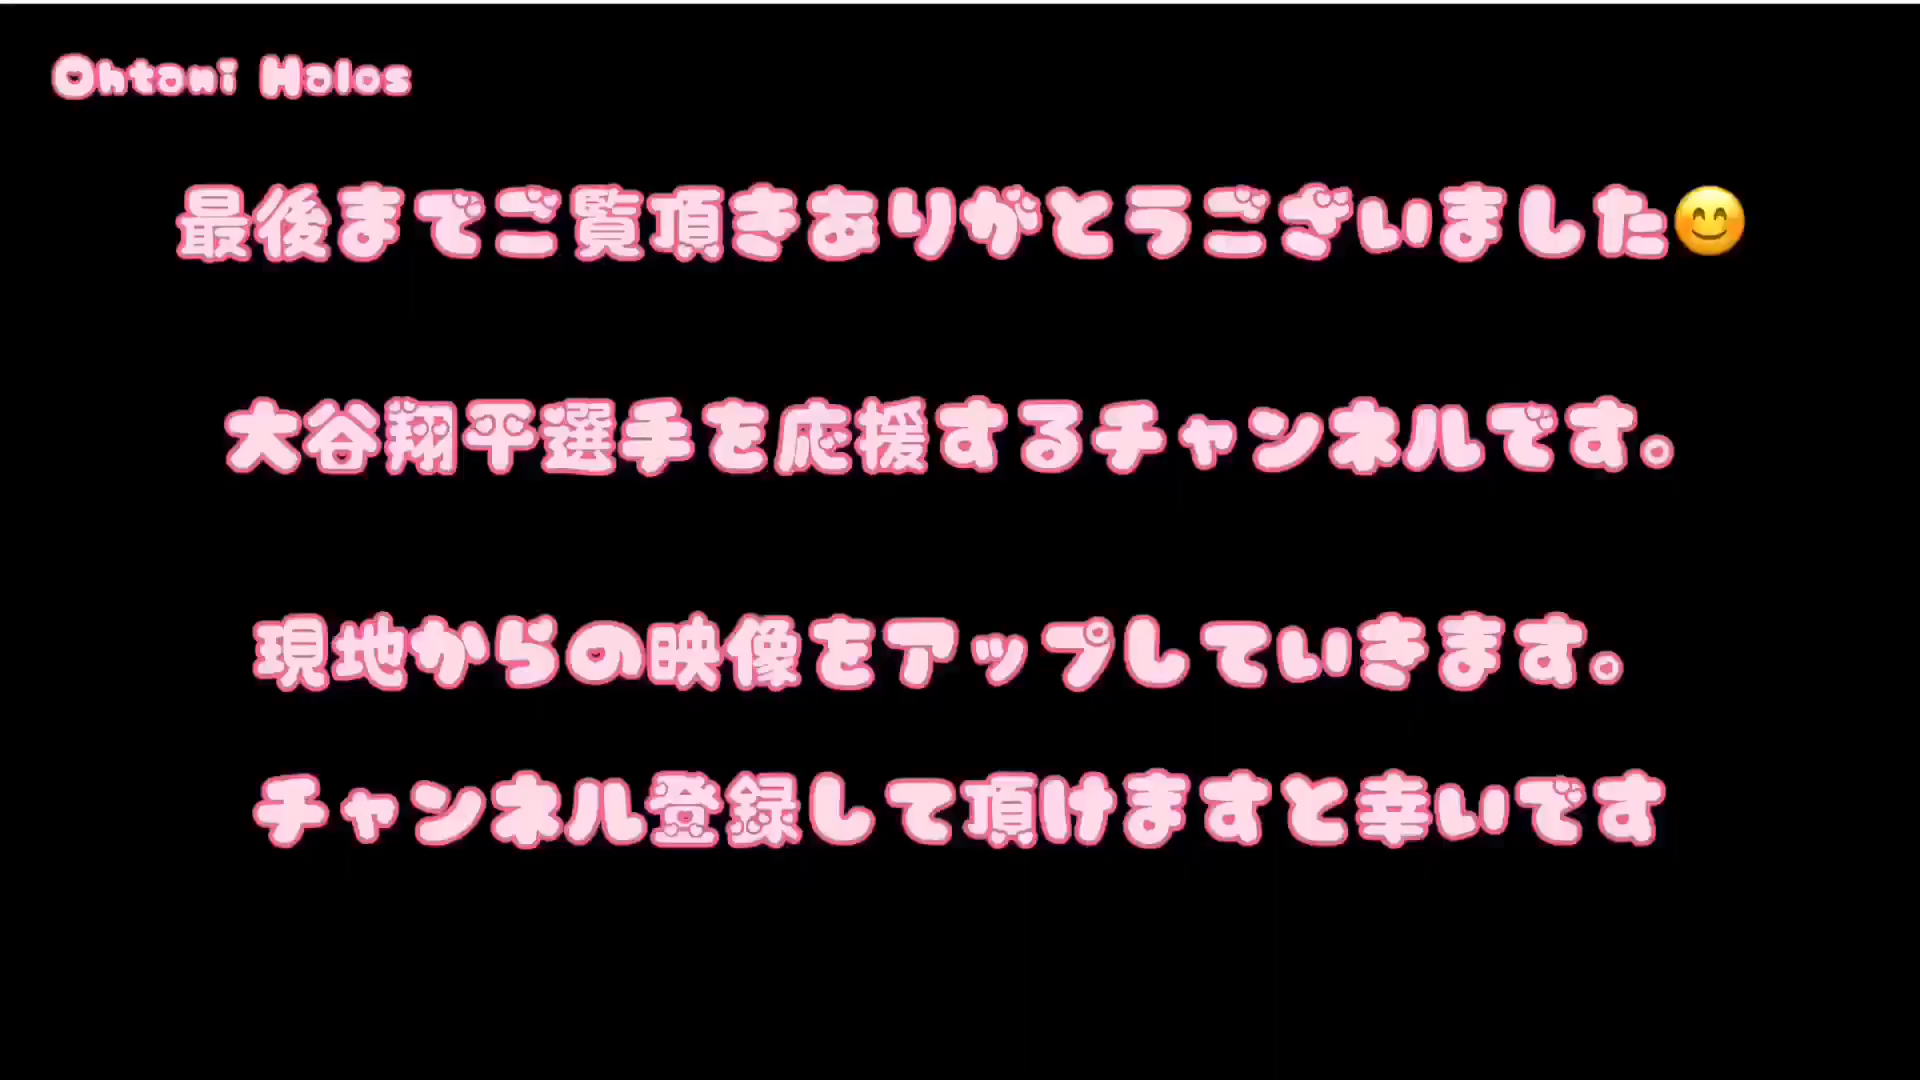 Ohtani Halos
最後までご覧頂きありがとうございました😊
大谷翔平選手を応援するチャンネルです。
現地からの映像をアップしていきます。
チャンネル登録して頂けますと幸いです